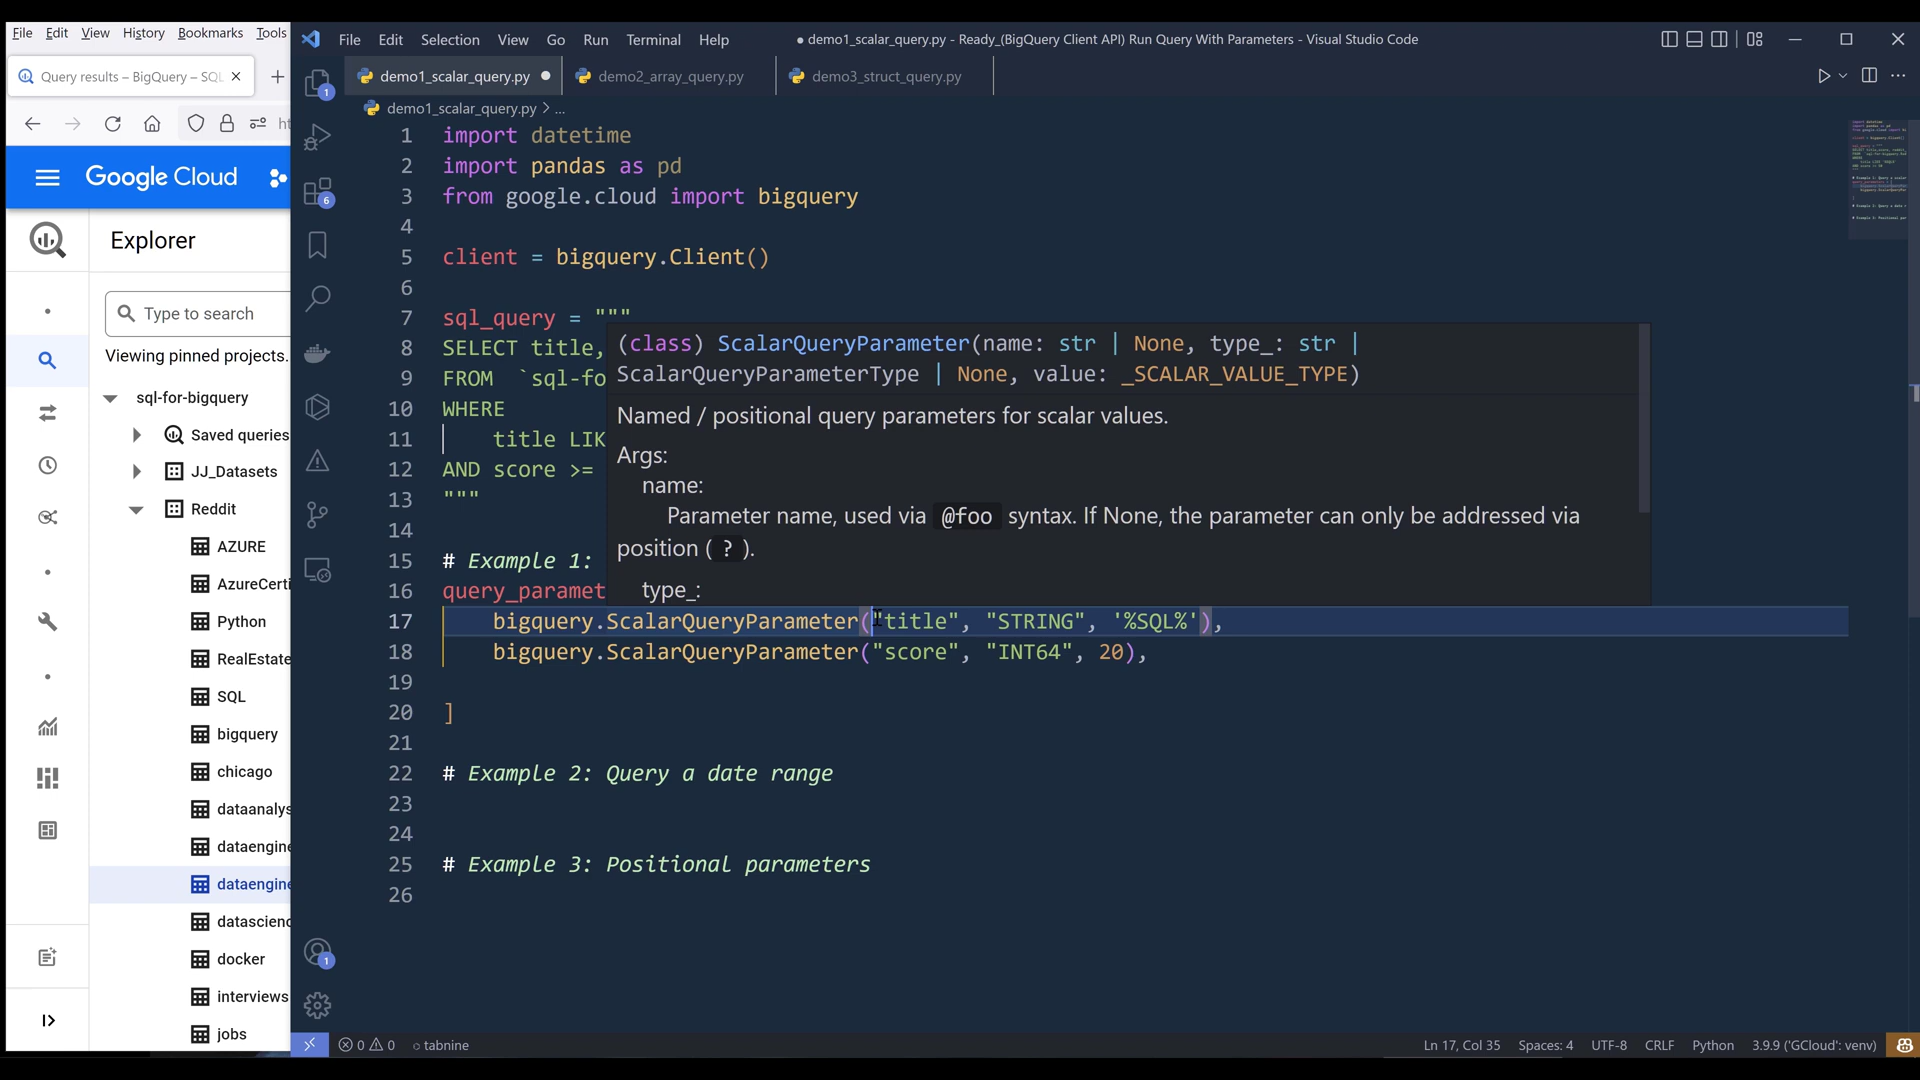 File Edit View History Bookmarks Tools
Query results – BigQuery – SQL
Google Cloud
Explorer
Type to search
Viewing pinned projects.
sql-for-bigquery
Saved queries
JJ_Datasets
Reddit
AZURE
AzureCerti
Python
RealEstate
SQL
bigquery
chicago
dataanalys
dataengine
dataengine
datascienc
docker
interviews
jobs
File Edit Selection View Go Run Terminal Help
● demo1_scalar_query.py - Ready_(BigQuery Client API) Run Query With Parameters - Visual Studio Code
demo1_scalar_query.py ● demo2_array_query.py demo3_struct_query.py
demo1_scalar_query.py > ...
1 import datetime
2 import pandas as pd
3 from google.cloud import bigquery
4
5 client = bigquery.Client()
6
7 sql_query = """
8 SELECT title,
9 FROM `sql-fo
10 WHERE
11 title LIK
12 AND score >=
13 """
14
15 # Example 1:
16 query_paramet
(class) ScalarQueryParameter(name: str | None, type_: str |
ScalarQueryParameterType | None, value: _SCALAR_VALUE_TYPE)
Named / positional query parameters for scalar values.
Args:
name:
Parameter name, used via @foo syntax. If None, the parameter can only be addressed via
position ( ? ).
type_:
17 bigquery.ScalarQueryParameter("title", "STRING", '%SQL%'),
18 bigquery.ScalarQueryParameter("score", "INT64", 20),
19
20 ]
21
22 # Example 2: Query a date range
23
24
25 # Example 3: Positional parameters
26
1
6
1
0 0 tabnine
Ln 17, Col 35 Spaces: 4 UTF-8 CRLF Python 3.9.9 ('GCloud': venv)